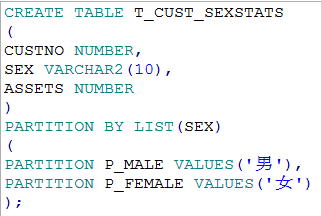 CREATE TABLE T_CUST_SEXSTATS
(
CUSTNO NUMBER,
SEX VARCHAR2(10),
ASSETS NUMBER
)
PARTITION BY LIST(SEX)
(
PARTITION P_MALE VALUES('男'),
PARTITION P_FEMALE VALUES('女')
);